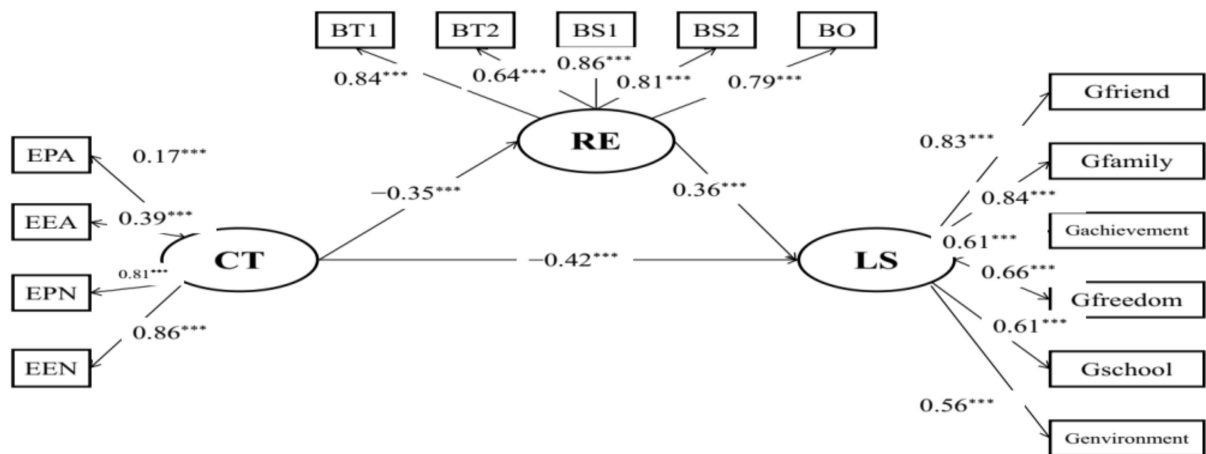 BT1
BT2
BS1
BS2
BO
0.84***
0.64***
0.86***
0.81***
0.79***
RE
EPA
EEA
EPN
EEN
0.17***
0.39***
0.81***
0.86***
CT
−0.35***
0.36***
−0.42***
LS
0.83***
0.84***
0.61***
0.66***
0.61***
0.56***
Gfriend
Gfamily
Gachievement
Gfreedom
Gschool
Genvironment